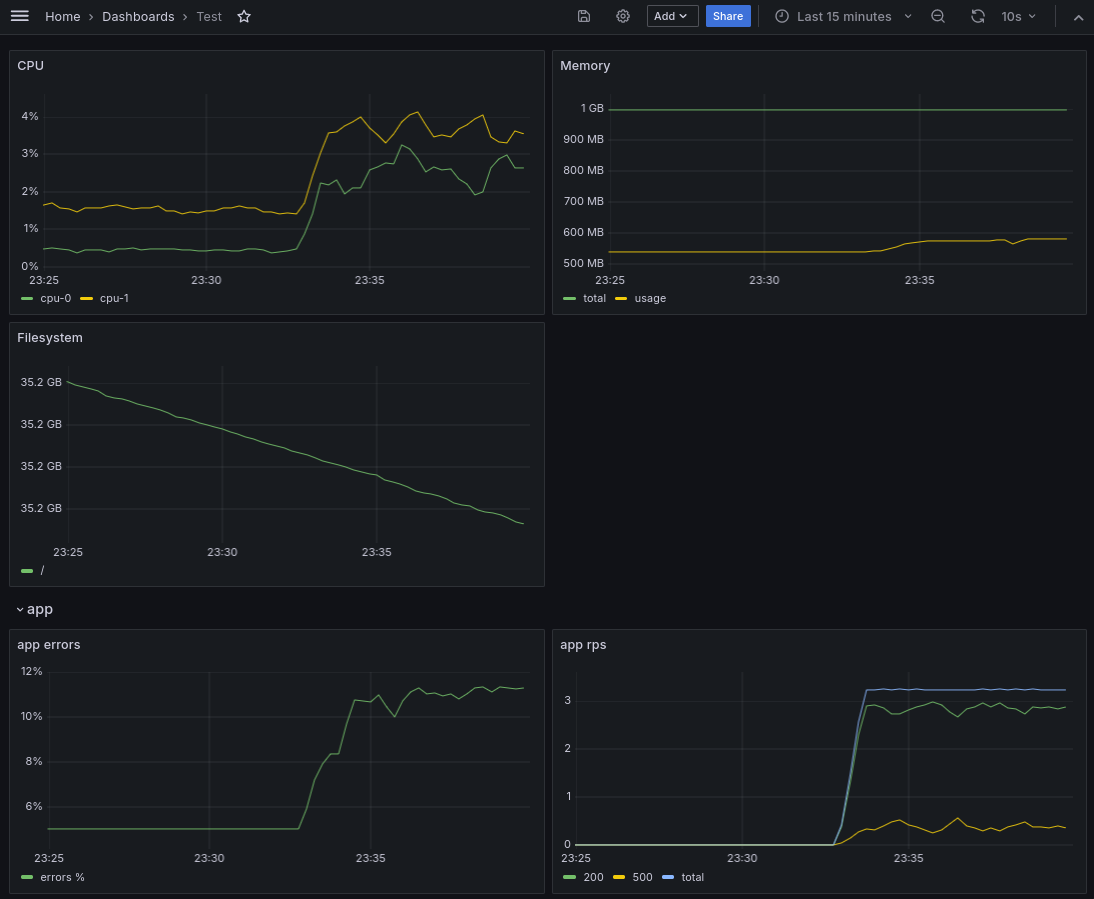 Home > Dashboards > Test Add Share Last 15 minutes 10s
CPU
4%
3%
2%
1%
0%
23:25 23:30 23:35
cpu-0 cpu-1
Memory
1 GB
900 MB
800 MB
700 MB
600 MB
500 MB
23:25 23:30 23:35
total usage
Filesystem
35.2 GB
35.2 GB
35.2 GB
35.2 GB
23:25 23:30 23:35
/
app
app errors
12%
10%
8%
6%
23:25 23:30 23:35
errors %
app rps
3
2
1
0
23:25 23:30 23:35
200 500 total